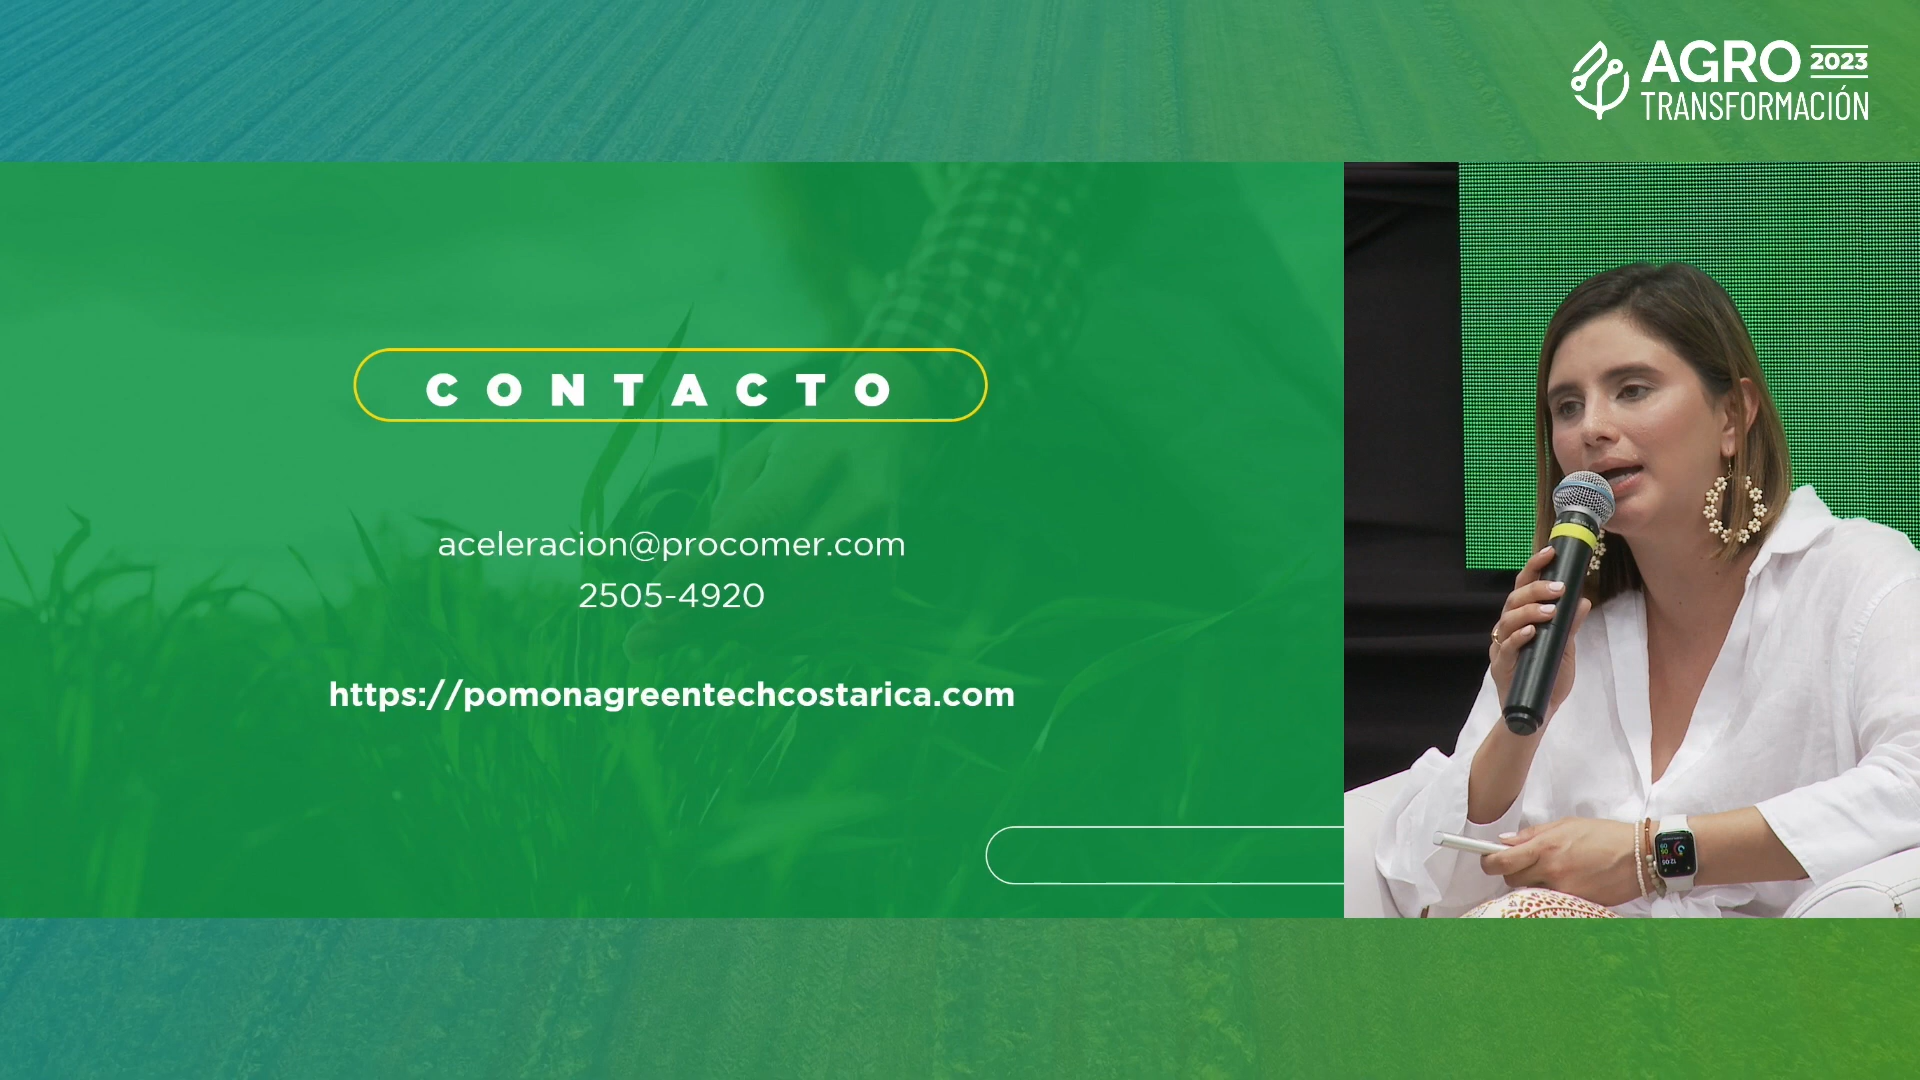 AGRO 2023
TRANSFORMACIÓN
CONTACTO
aceleracion@procomer.com
2505-4920
https://pomonagreentechcostarica.com